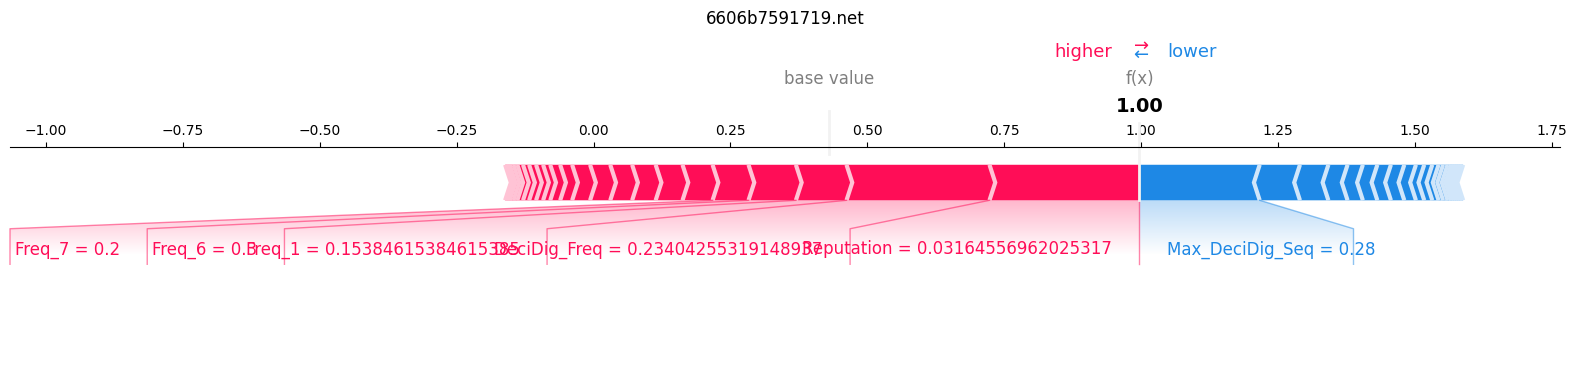 6606b7591719.net
higher ⇄ lower
base value f(x)
1.00
−1.00 −0.75 −0.50 −0.25 0.00 0.25 0.50 0.75 1.00 1.25 1.50 1.75
Freq_7 = 0.2 Freq_6 = 0.3 Freq_1 = 0.15384615384615385 DeciDig_Freq = 0.23404255319148937 Reputation = 0.03164556962025317 Max_DeciDig_Seq = 0.28